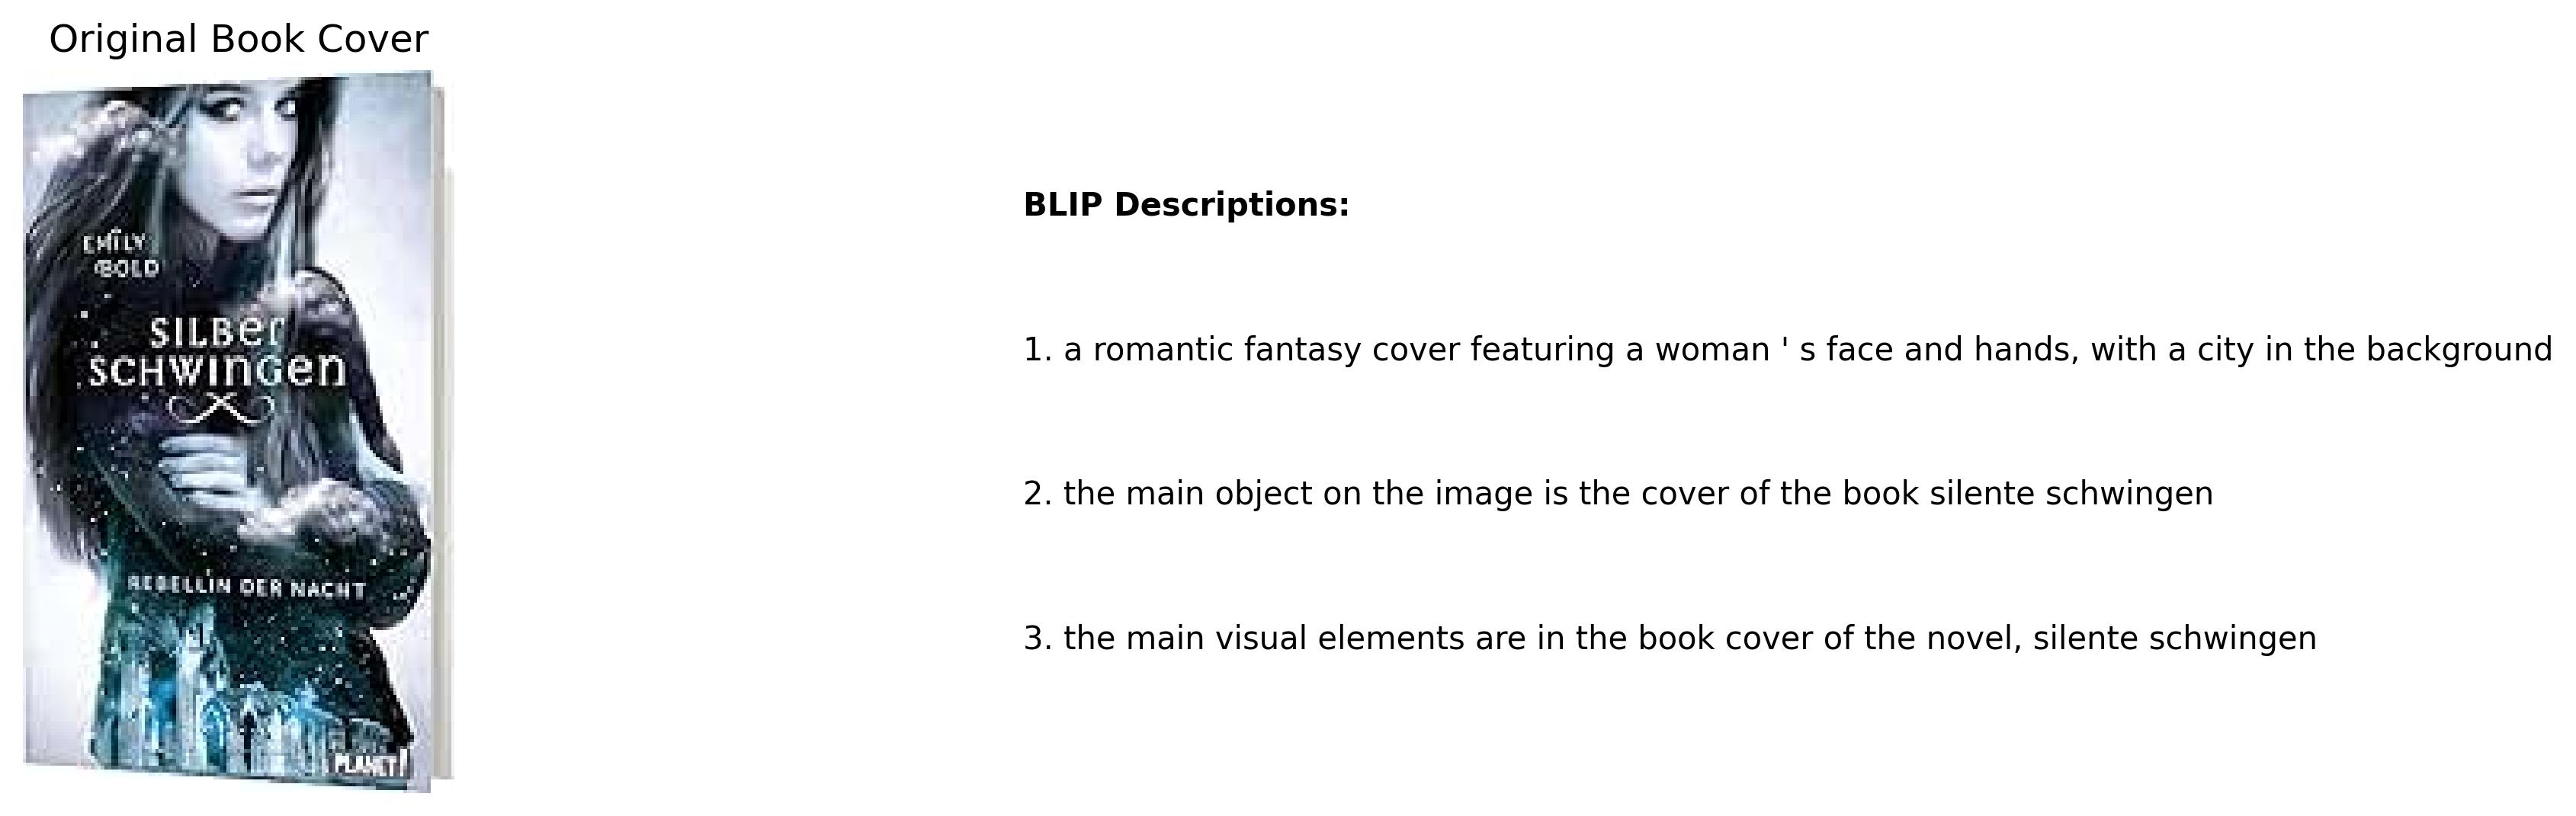 Original Book Cover
EMILY
BOLD
SILBER
SCHWINGEN
REBELLIN DER NACHT
PLANET!
BLIP Descriptions:
1. a romantic fantasy cover featuring a woman ' s face and hands, with a city in the background
2. the main object on the image is the cover of the book silente schwingen
3. the main visual elements are in the book cover of the novel, silente schwingen